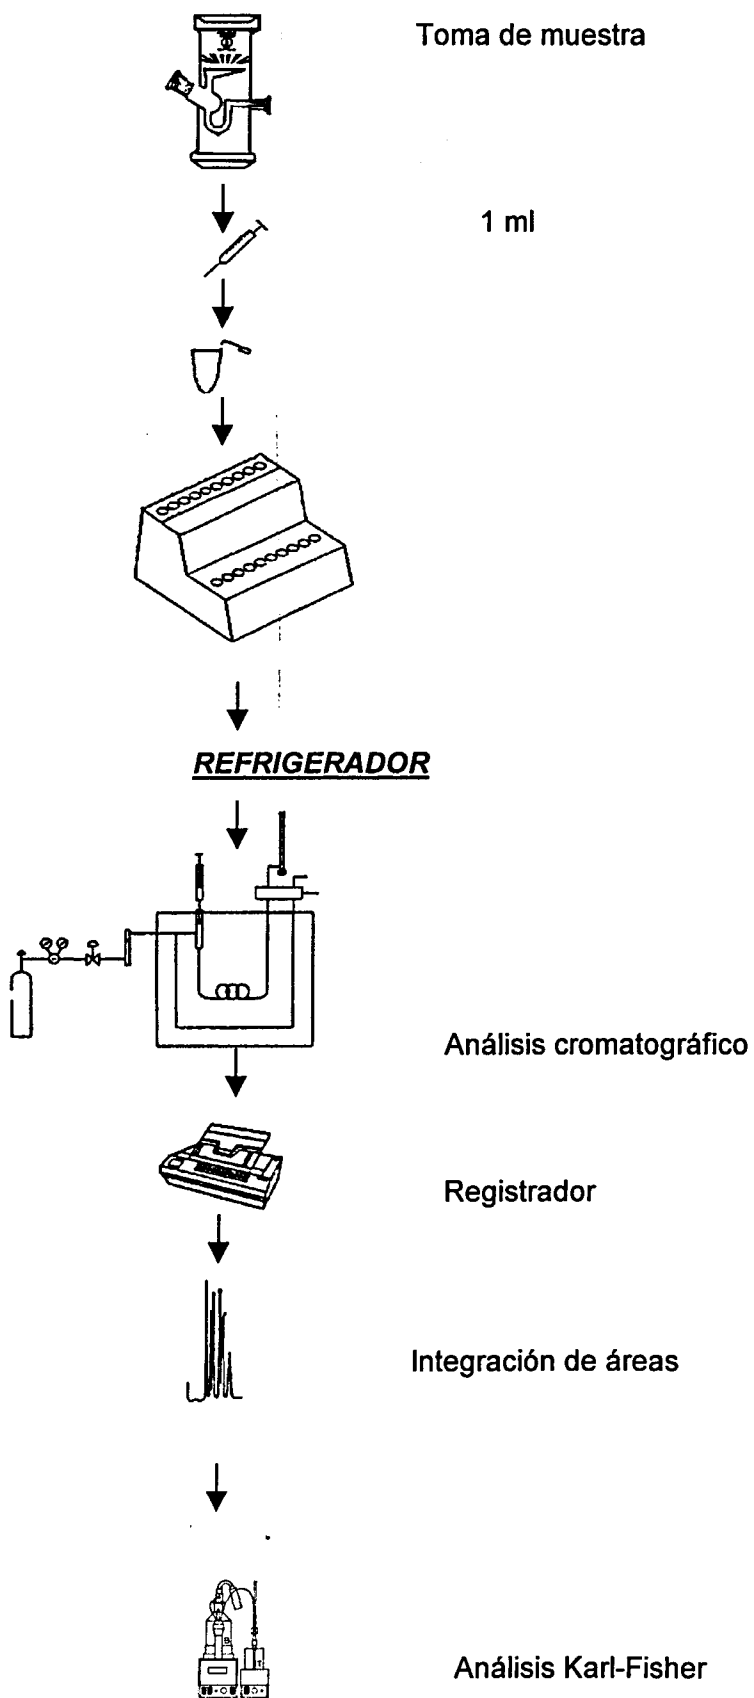 Toma de muestra
1 ml
REFRIGERADOR
Análisis cromatográfico
Registrador
Integración de áreas
Análisis Karl-Fisher